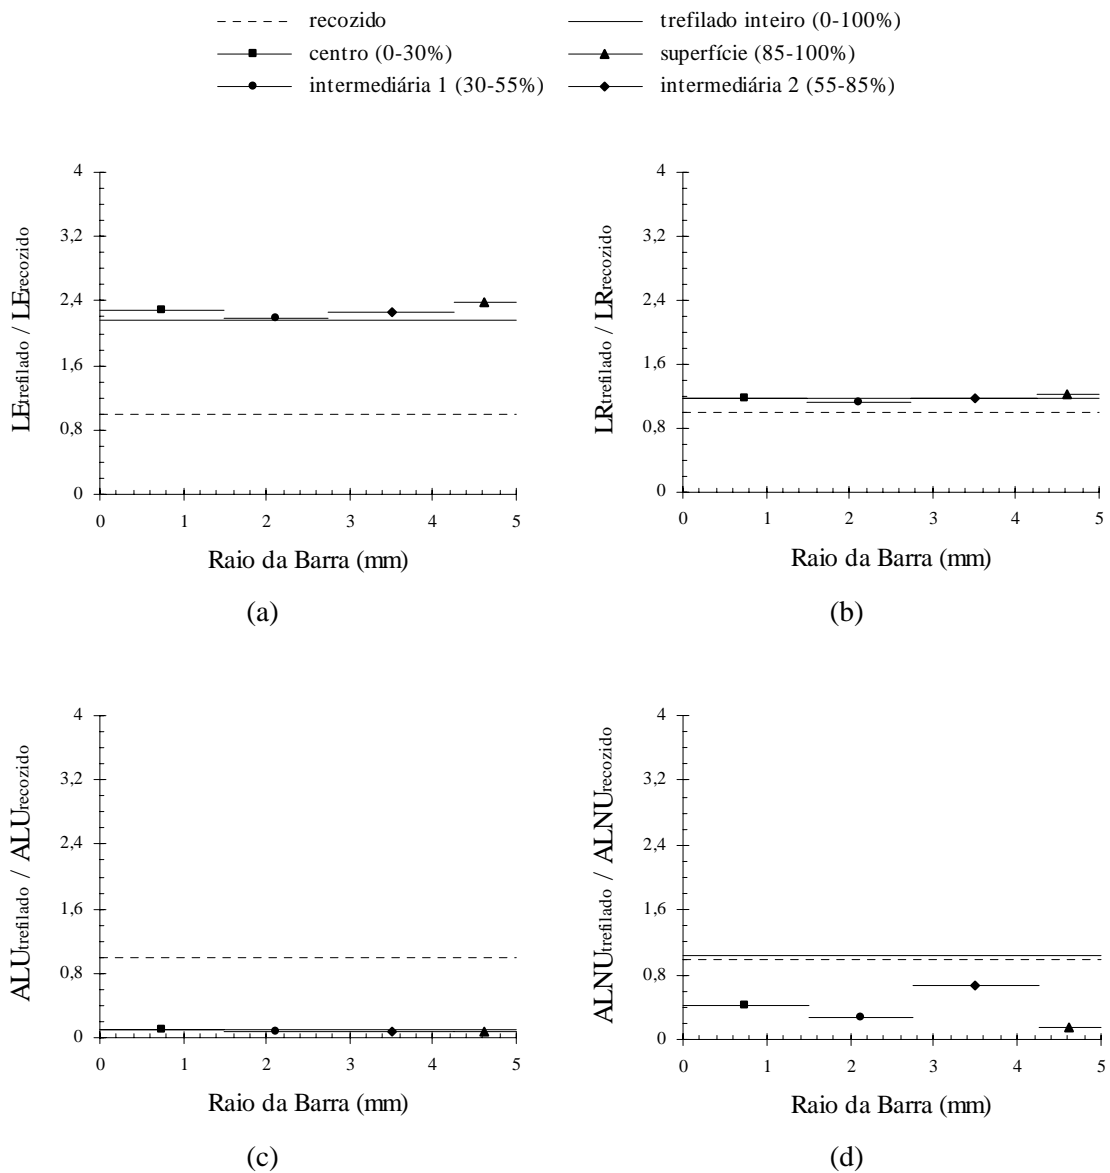 recozido
trefilado inteiro (0-100%)
centro (0-30%)
superfície (85-100%)
intermediária 1 (30-55%)
intermediária 2 (55-85%)
4
3,2
2,4
1,6
0,8
0
LEtrefilado / LErecozido
0 1 2 3 4 5
Raio da Barra (mm)
(a)
4
3,2
2,4
1,6
0,8
0
LRtrefilado / LRrecozido
0 1 2 3 4 5
Raio da Barra (mm)
(b)
4
3,2
2,4
1,6
0,8
0
ALUtrefilado / ALUrecozido
0 1 2 3 4 5
Raio da Barra (mm)
(c)
4
3,2
2,4
1,6
0,8
0
ALNUtrefilado / ALNUrecozido
0 1 2 3 4 5
Raio da Barra (mm)
(d)